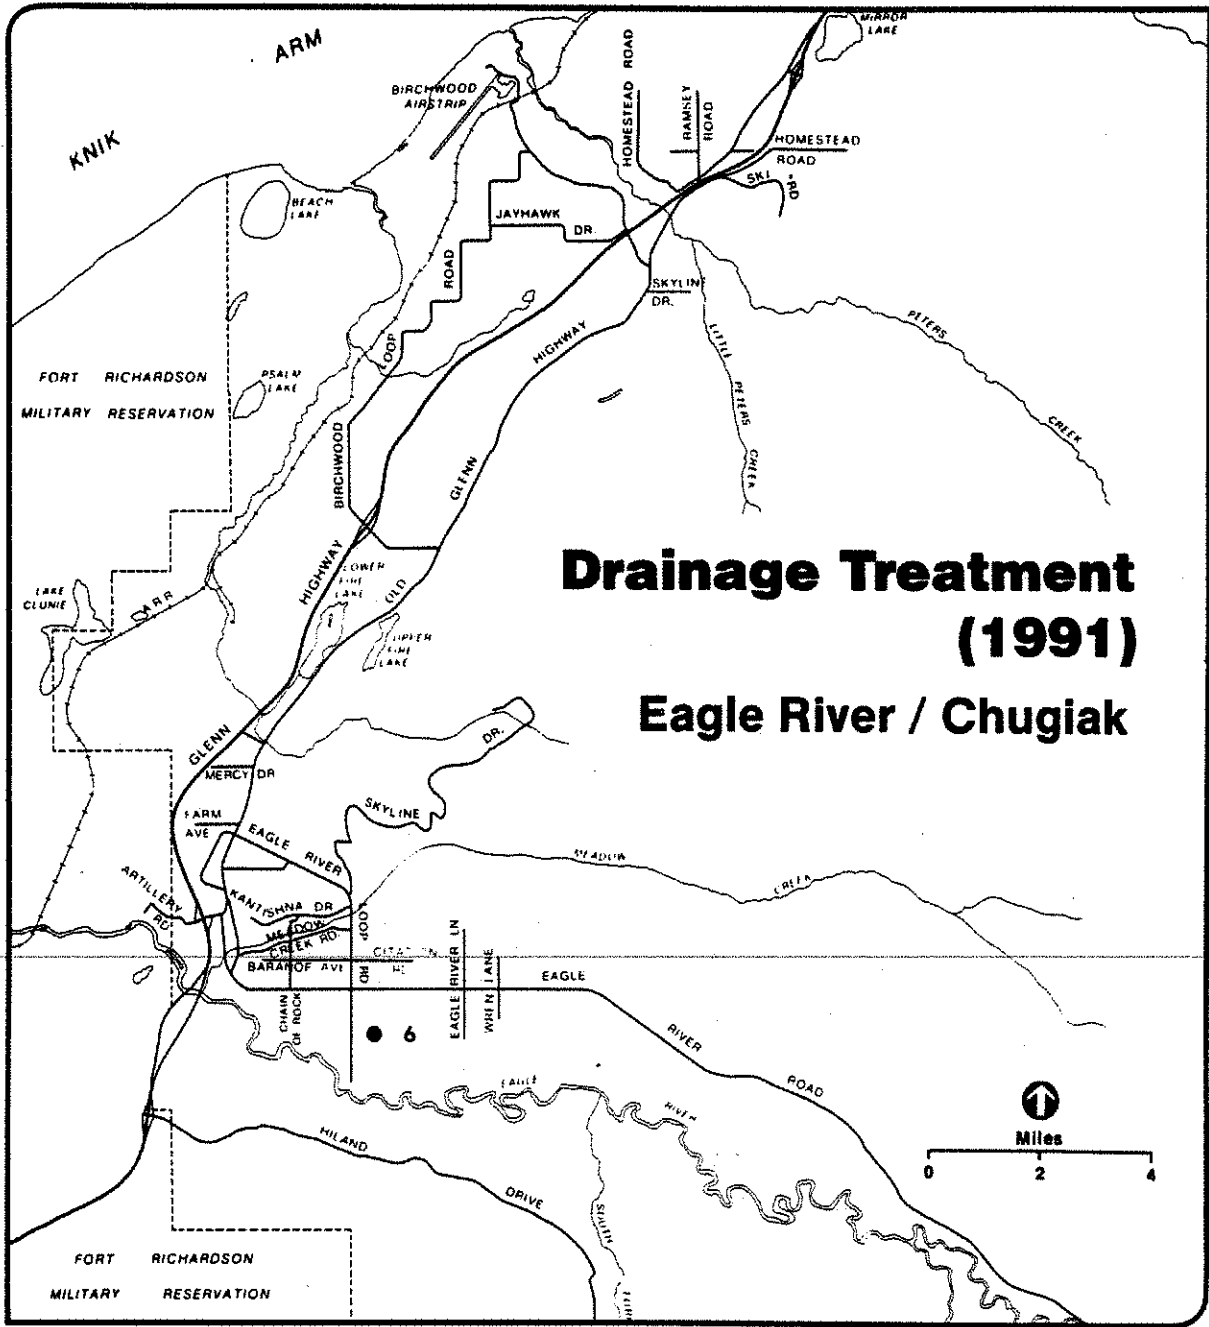 MIRROR
LAKE
ARM
KNIK
BIRCHWOOD
AIRSTRIP
HOMESTEAD ROAD
RAMSEY
ROAD
HOMESTEAD
ROAD
SKI
RD
BEACH
LAKE
JAYHAWK
DR.
ROAD
LOOP
BIRCHWOOD
SKYLIN
DR.
HIGHWAY
GLENN
OLD
LITTLE
PETERS
CREEK
PETERS
CREEK
FORT RICHARDSON
MILITARY RESERVATION
PSALM
LAKE
HIGHWAY
GLENN
LOWER
FIRE
LAKE
UPPER
FIRE
LAKE
LAKE
CLUNIE
ARR
Drainage Treatment
(1991)
Eagle River / Chugiak
MERCY DR
FARM
AVE
SKYLINE
DR.
EAGLE RIVER
LOOP
RD
ARTILLERY
RD
KANTISHNA DR
MEADOW
CREEK RD.
BARANOF AVE
MEADOW
CREEK
CHAIN
OF ROCK
EAGLE RIVER LN
WREN LANE
EAGLE
RIVER
ROAD
6
EAGLE
RIVER
HILAND
DRIVE
SOUTH
Miles
0 2 4
FORT RICHARDSON
MILITARY RESERVATION